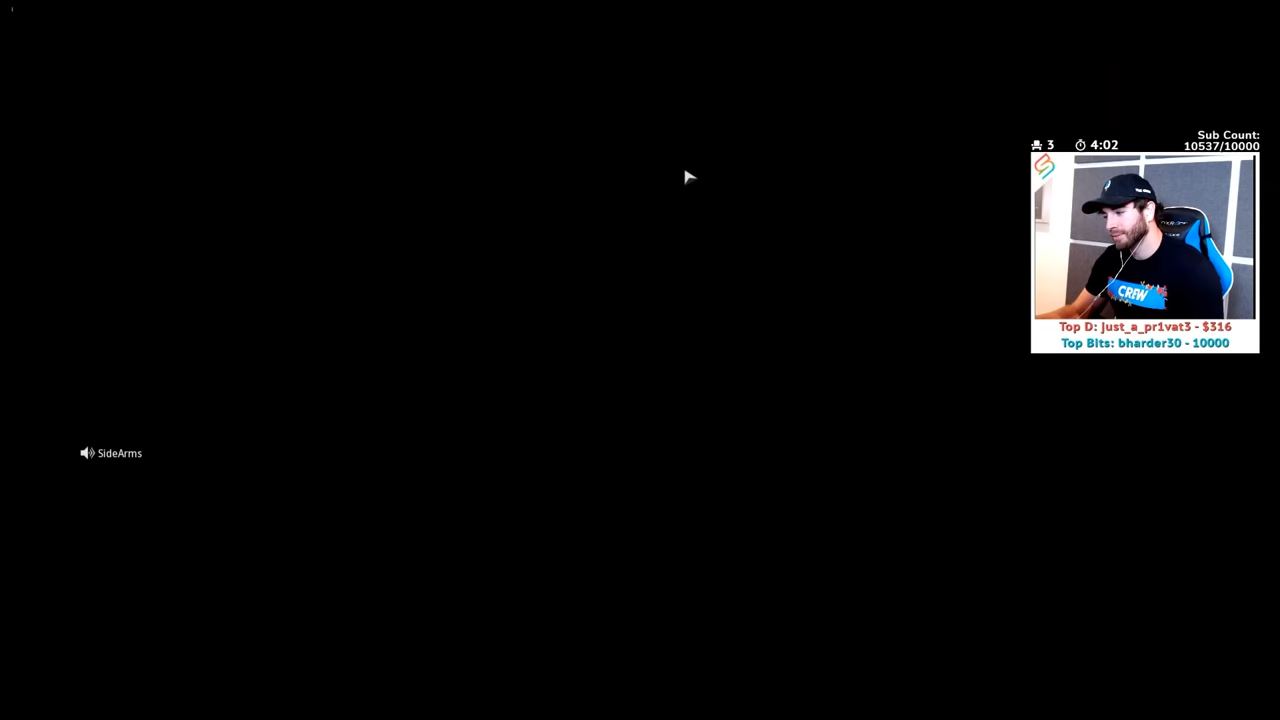 Sub Count:
3 4:02 10537/10000
CREW
Top D: just_a_pr1vat3 - $316
Top Bits: bharder30 - 10000
SideArms